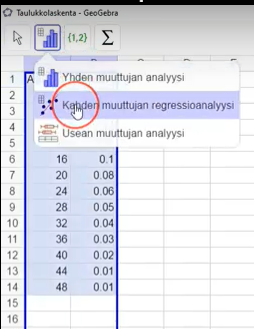 Taulukkolaskenta - GeoGebra
{1,2} Σ
1 A
Yhden muuttujan analyysi
2
3
Kahden muuttujan regressioanalyysi
4
5
Usean muuttujan analyysi
6 16 0.1
7 20 0.08
8 24 0.06
9 28 0.05
10 32 0.04
11 36 0.03
12 40 0.02
13 44 0.01
14 48 0.01
15
16